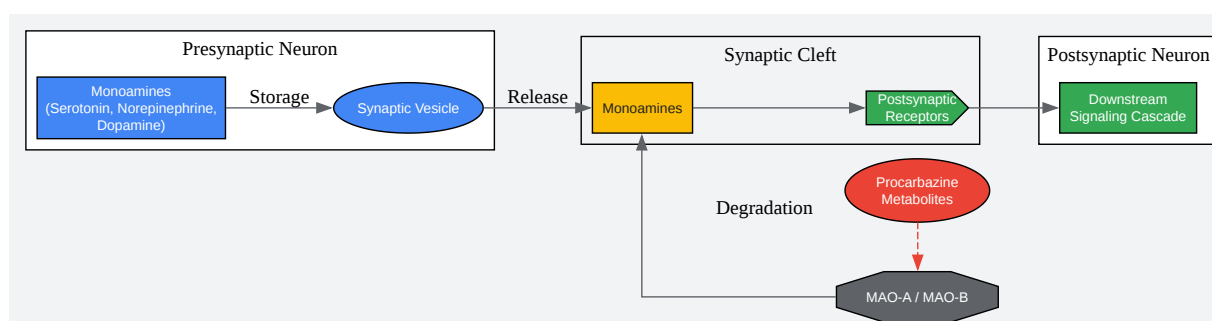 Presynaptic Neuron
Monoamines
(Serotonin, Norepinephrine,
Dopamine)
Storage
Synaptic Vesicle
Release
Synaptic Cleft
Monoamines
Postsynaptic
Receptors
Postsynaptic Neuron
Downstream
Signaling Cascade
Degradation
Procarbazine
Metabolites
MAO-A / MAO-B